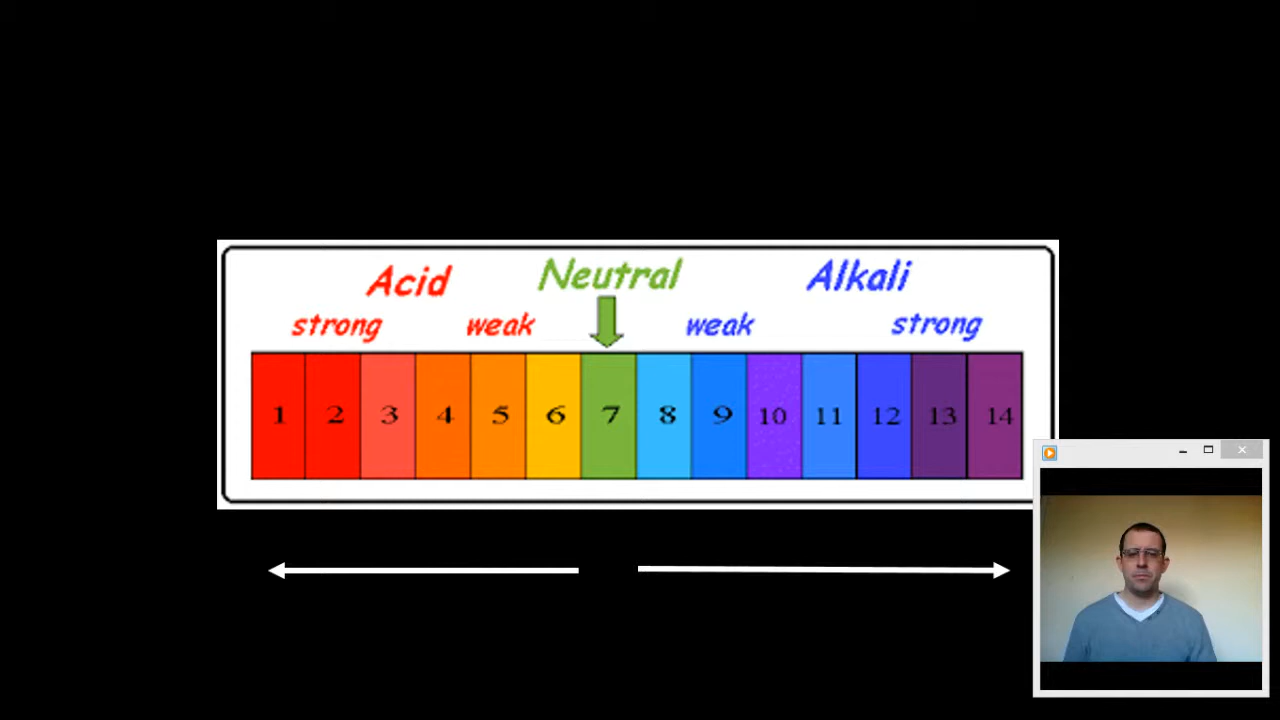 Acid Neutral Alkali
strong weak weak strong
1 2 3 4 5 6 7 8 9 10 11 12 13 14